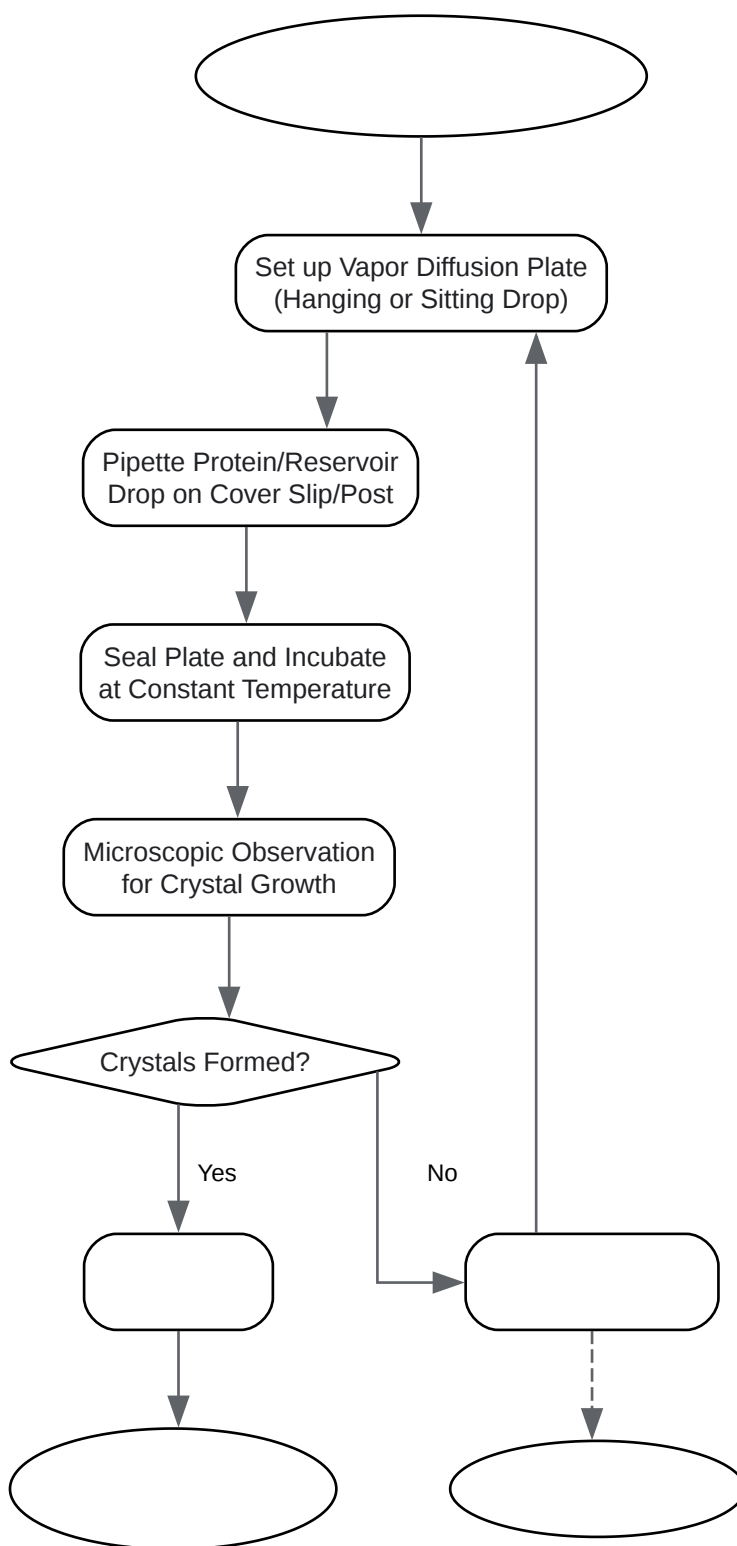 Set up Vapor Diffusion Plate
(Hanging or Sitting Drop)
Pipette Protein/Reservoir
Drop on Cover Slip/Post
Seal Plate and Incubate
at Constant Temperature
Microscopic Observation
for Crystal Growth
Crystals Formed?
Yes
No